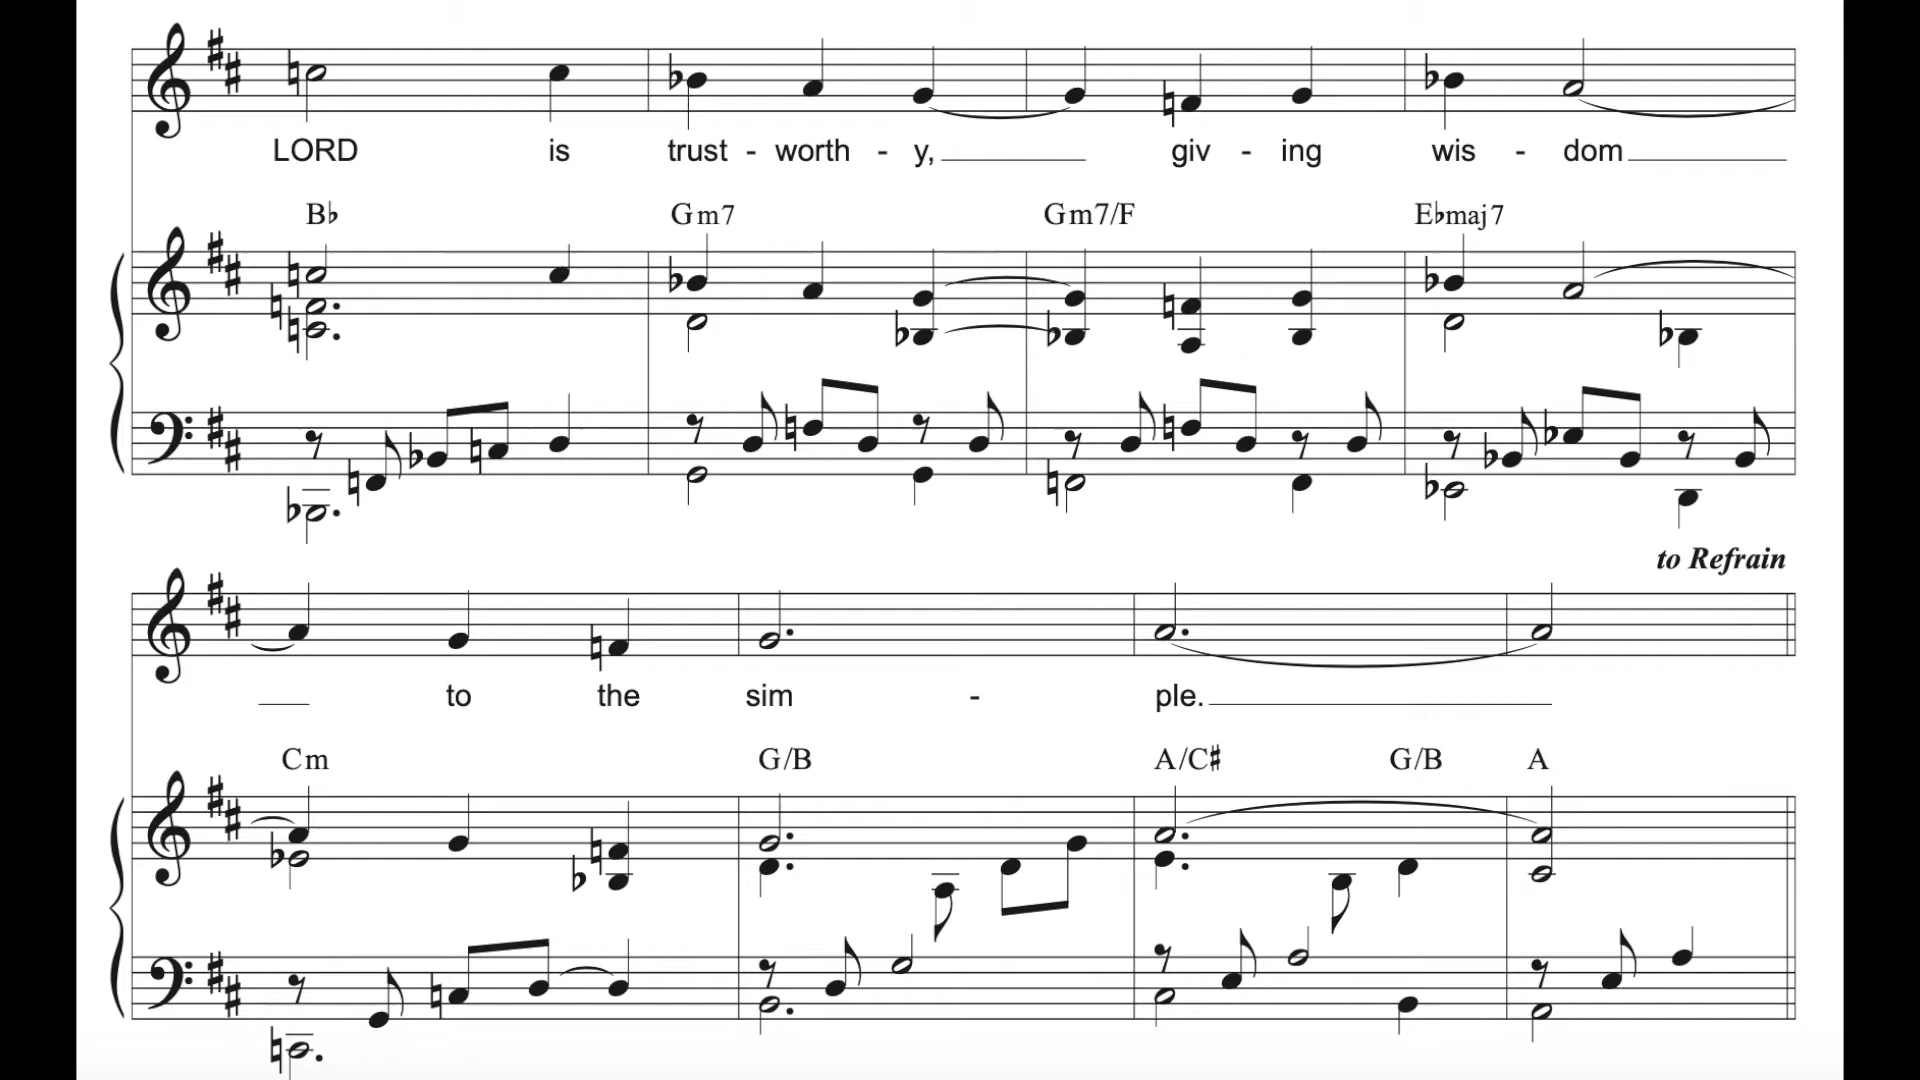 LORD is trust - worth - y, giv - ing wis - dom
B♭ Gm7 Gm7/F E♭maj7
to Refrain
to the sim - ple.
Cm G/B A/C♯ G/B A